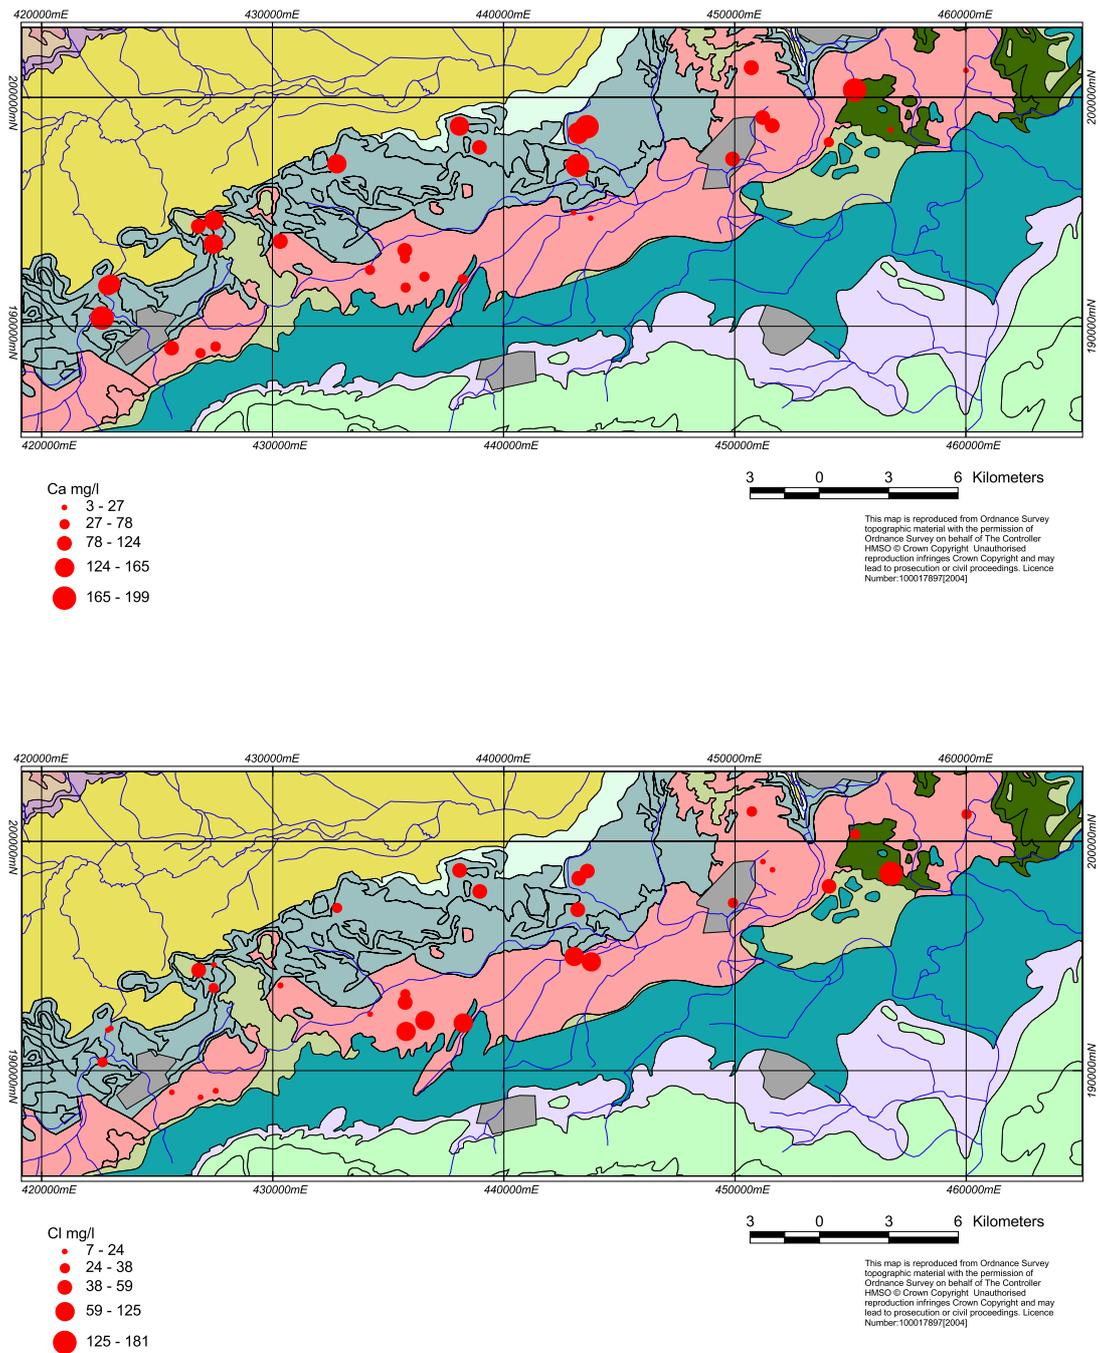 420000mE 430000mE 440000mE 450000mE 460000mE
200000mN 200000mN
190000mN 190000mN
420000mE 430000mE 440000mE 450000mE 460000mE
Ca mg/l
3 - 27
27 - 78
78 - 124
124 - 165
165 - 199
3 0 3 6 Kilometers
This map is reproduced from Ordnance Survey
topographic material with the permission of
Ordnance Survey on behalf of The Controller
HMSO © Crown Copyright Unauthorised
reproduction infringes Crown Copyright and may
lead to prosecution or civil proceedings. Licence
Number:100017897[2004]
420000mE 430000mE 440000mE 450000mE 460000mE
200000mN 200000mN
190000mN 190000mN
420000mE 430000mE 440000mE 450000mE 460000mE
Cl mg/l
7 - 24
24 - 38
38 - 59
59 - 125
125 - 181
3 0 3 6 Kilometers
This map is reproduced from Ordnance Survey
topographic material with the permission of
Ordnance Survey on behalf of The Controller
HMSO © Crown Copyright Unauthorised
reproduction infringes Crown Copyright and may
lead to prosecution or civil proceedings. Licence
Number:100017897[2004]